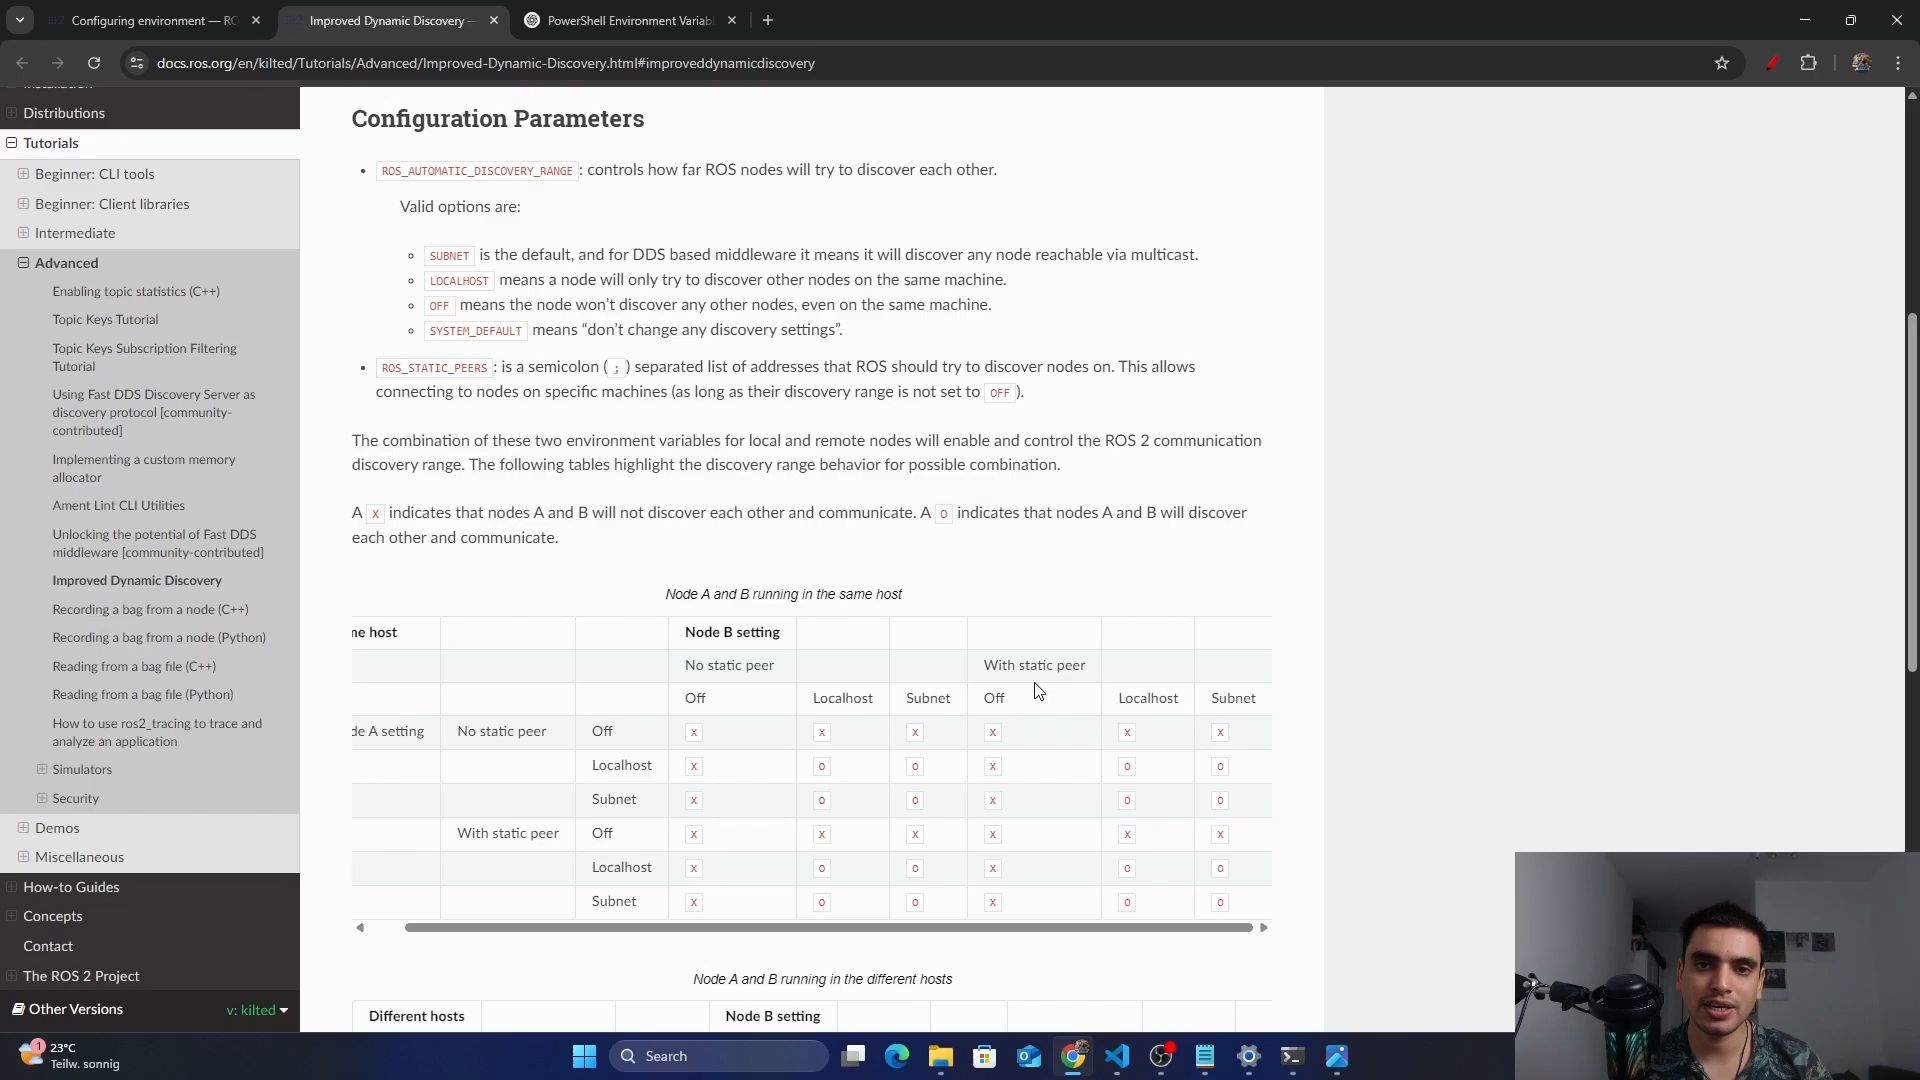 Configuring environment — RO
Improved Dynamic Discovery —
PowerShell Environment Variabl
docs.ros.org/en/kilted/Tutorials/Advanced/Improved-Dynamic-Discovery.html#improveddynamicdiscovery
Distributions
Tutorials
Beginner: CLI tools
Beginner: Client libraries
Intermediate
Advanced
Enabling topic statistics (C++)
Topic Keys Tutorial
Topic Keys Subscription Filtering
Tutorial
Using Fast DDS Discovery Server as
discovery protocol [community-
contributed]
Implementing a custom memory
allocator
Ament Lint CLI Utilities
Unlocking the potential of Fast DDS
middleware [community-contributed]
Improved Dynamic Discovery
Recording a bag from a node (C++)
Recording a bag from a node (Python)
Reading from a bag file (C++)
Reading from a bag file (Python)
How to use ros2_tracing to trace and
analyze an application
Simulators
Security
Demos
Miscellaneous
How-to Guides
Concepts
Contact
The ROS 2 Project
Other Versions v: kilted
Configuration Parameters
ROS_AUTOMATIC_DISCOVERY_RANGE: controls how far ROS nodes will try to discover each other.
Valid options are:
SUBNET is the default, and for DDS based middleware it means it will discover any node reachable via multicast.
LOCALHOST means a node will only try to discover other nodes on the same machine.
OFF means the node won’t discover any other nodes, even on the same machine.
SYSTEM_DEFAULT means “don’t change any discovery settings”.
ROS_STATIC_PEERS: is a semicolon (;) separated list of addresses that ROS should try to discover nodes on. This allows
connecting to nodes on specific machines (as long as their discovery range is not set to OFF).
The combination of these two environment variables for local and remote nodes will enable and control the ROS 2 communication
discovery range. The following tables highlight the discovery range behavior for possible combination.
A X indicates that nodes A and B will not discover each other and communicate. A O indicates that nodes A and B will discover
each other and communicate.
Node A and B running in the same host
me host Node B setting
No static peer With static peer
Off Localhost Subnet Off Localhost Subnet
de A setting No static peer Off X X X X X X
Localhost X O O X O O
Subnet X O O X O O
With static peer Off X X X X X X
Localhost X O O X O O
Subnet X O O X O O
Node A and B running in the different hosts
Different hosts Node B setting
1
23°C
Teilw. sonnig
Search